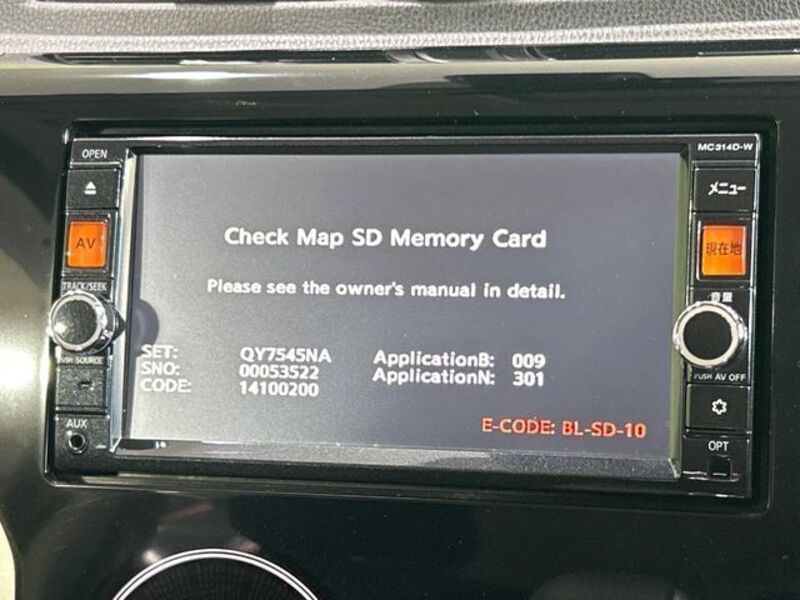 OPEN
MC314D-W
メニュー
AV
現在地
Check Map SD Memory Card
Please see the owner's manual in detail.
TRACK/SEEK
音量
SET: QY7545NA ApplicationB: 009
SNO: 00053522 ApplicationN: 301
CODE: 14100200
PUSH SOURCE
PUSH AV OFF
AUX
E-CODE: BL-SD-10
OPT